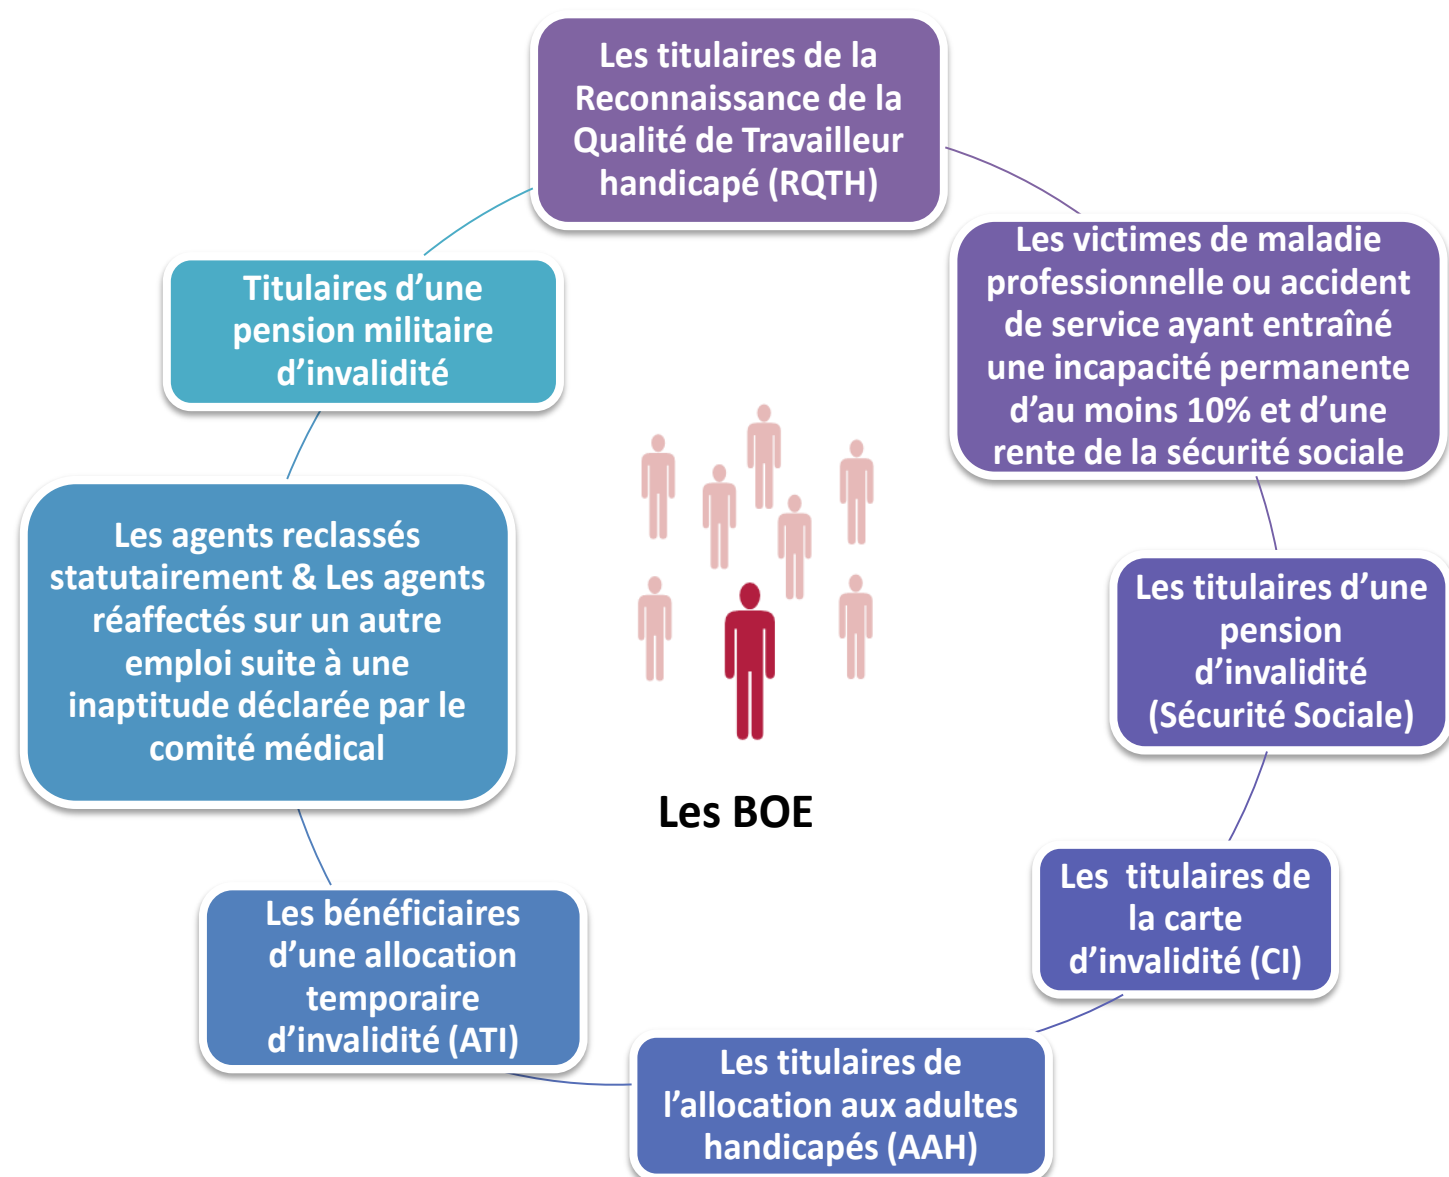 Les titulaires de la
Reconnaissance de la
Qualité de Travailleur
handicapé (RQTH)
Les victimes de maladie
professionnelle ou accident
de service ayant entraîné
une incapacité permanente
d’au moins 10% et d’une
rente de la sécurité sociale
Les titulaires d’une
pension
d’invalidité
(Sécurité Sociale)
Les titulaires de
la carte
d’invalidité (CI)
Les titulaires de
l’allocation aux adultes
handicapés (AAH)
Les bénéficiaires
d’une allocation
temporaire
d’invalidité (ATI)
Les agents reclassés
statutairement & Les agents
réaffectés sur un autre
emploi suite à une
inaptitude déclarée par le
comité médical
Titulaires d’une
pension militaire
d’invalidité
Les BOE